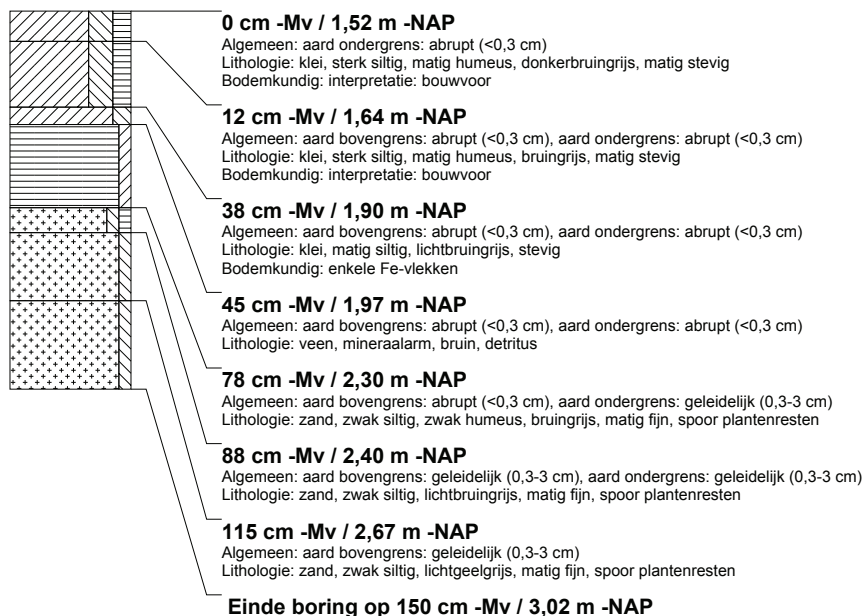 0 cm -Mv / 1,52 m -NAP
Algemeen: aard ondergrens: abrupt (<0,3 cm)
Lithologie: klei, sterk siltig, matig humeus, donkerbruingrijs, matig stevig
Bodemkundig: interpretatie: bouwvoor
12 cm -Mv / 1,64 m -NAP
Algemeen: aard bovengrens: abrupt (<0,3 cm), aard ondergrens: abrupt (<0,3 cm)
Lithologie: klei, sterk siltig, matig humeus, bruingrijs, matig stevig
Bodemkundig: interpretatie: bouwvoor
38 cm -Mv / 1,90 m -NAP
Algemeen: aard bovengrens: abrupt (<0,3 cm), aard ondergrens: abrupt (<0,3 cm)
Lithologie: klei, matig siltig, lichtbruingrijs, stevig
Bodemkundig: enkele Fe-vlekken
45 cm -Mv / 1,97 m -NAP
Algemeen: aard bovengrens: abrupt (<0,3 cm), aard ondergrens: abrupt (<0,3 cm)
Lithologie: veen, mineraalarm, bruin, detritus
78 cm -Mv / 2,30 m -NAP
Algemeen: aard bovengrens: abrupt (<0,3 cm), aard ondergrens: geleidelijk (0,3-3 cm)
Lithologie: zand, zwak siltig, zwak humeus, bruingrijs, matig fijn, spoor plantenresten
88 cm -Mv / 2,40 m -NAP
Algemeen: aard bovengrens: geleidelijk (0,3-3 cm), aard ondergrens: geleidelijk (0,3-3 cm)
Lithologie: zand, zwak siltig, lichtbruingrijs, matig fijn, spoor plantenresten
115 cm -Mv / 2,67 m -NAP
Algemeen: aard bovengrens: geleidelijk (0,3-3 cm)
Lithologie: zand, zwak siltig, lichtgeelgrijs, matig fijn, spoor plantenresten
Einde boring op 150 cm -Mv / 3,02 m -NAP